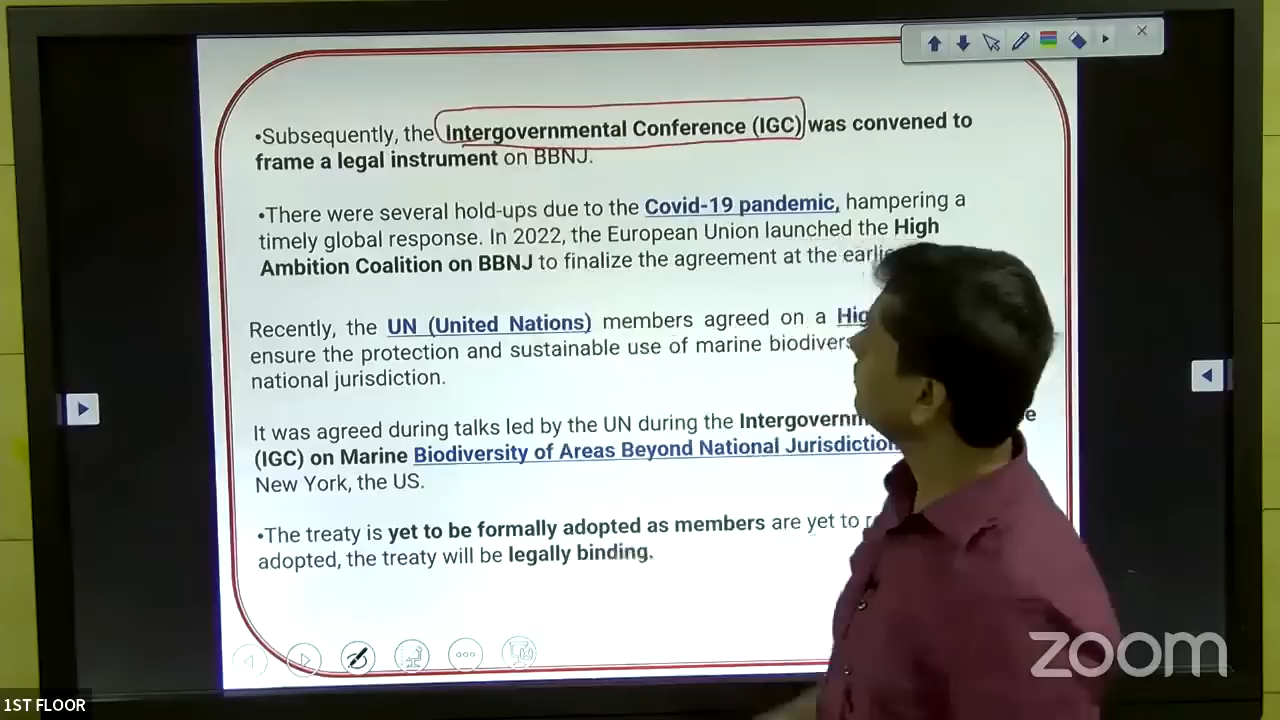 •Subsequently, the Intergovernmental Conference (IGC) was convened to
frame a legal instrument on BBNJ.
•There were several hold-ups due to the Covid-19 pandemic, hampering a
timely global response. In 2022, the European Union launched the High
Ambition Coalition on BBNJ to finalize the agreement at the
Recently, the UN (United Nations) members agreed on a
ensure the protection and sustainable use of marine
national jurisdiction.
It was agreed during talks led by the UN during the
(IGC) on Marine Biodiversity of Areas Beyond National Jurisdiction
New York, the US.
•The treaty is yet to be formally adopted as members are yet to
adopted, the treaty will be legally binding.
zoom
1ST FLOOR